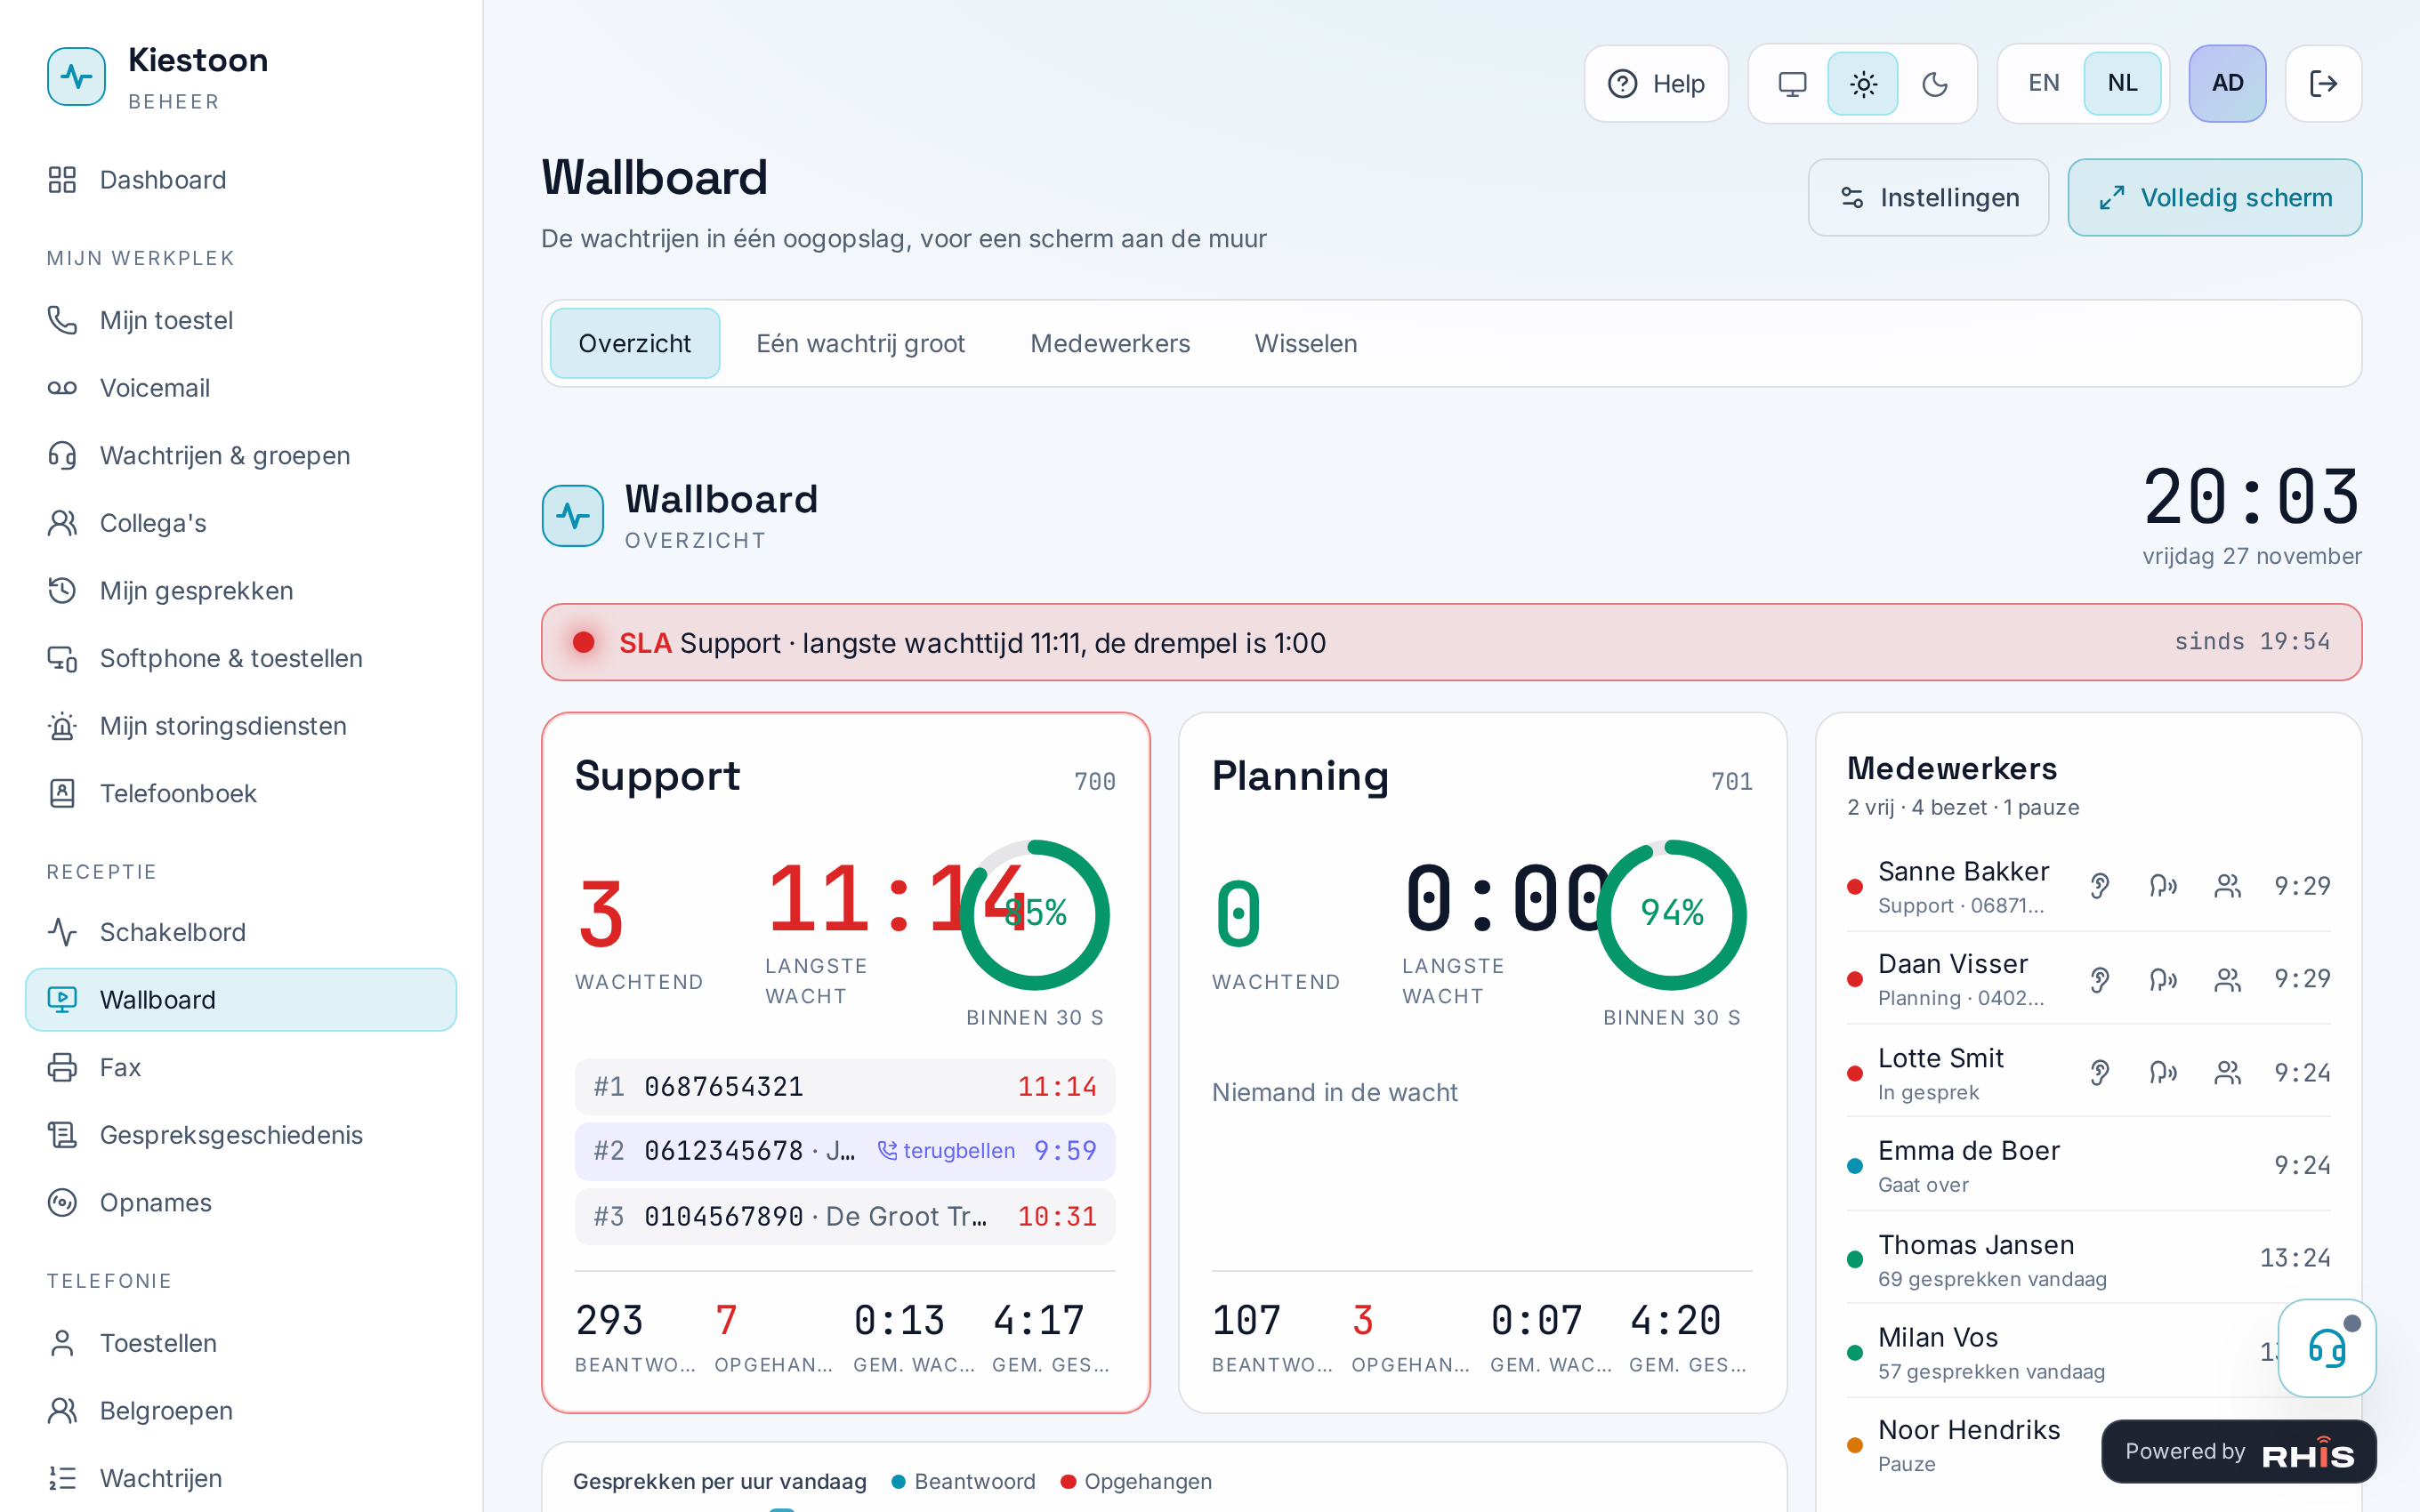 Kiestoon
BEHEER
Dashboard
MIJN WERKPLEK
Mijn toestel
Voicemail
Wachtrijen & groepen
Collega's
Mijn gesprekken
Softphone & toestellen
Mijn storingsdiensten
Telefoonboek
RECEPTIE
Schakelbord
Wallboard
Fax
Gespreksgeschiedenis
Opnames
TELEFONIE
Toestellen
Belgroepen
Wachtrijen
Help
EN NL
AD
Wallboard
De wachtrijen in één oogopslag, voor een scherm aan de muur
Instellingen
Volledig scherm
Overzicht Eén wachtrij groot Medewerkers Wisselen
Wallboard
OVERZICHT
20:03
vrijdag 27 november
SLA Support · langste wachttijd 11:11, de drempel is 1:00
sinds 19:54
Support 700
3 11:14 85%
WACHTEND LANGSTE WACHT BINNEN 30 S
#1 0687654321 11:14
#2 0612345678 · J… terugbellen 9:59
#3 0104567890 · De Groot Tr… 10:31
293 7 0:13 4:17
BEANTWO… OPGEHAN… GEM. WAC… GEM. GES…
Planning 701
0 0:00 94%
WACHTEND LANGSTE WACHT BINNEN 30 S
Niemand in de wacht
107 3 0:07 4:20
BEANTWO… OPGEHAN… GEM. WAC… GEM. GES…
Medewerkers
2 vrij · 4 bezet · 1 pauze
Sanne Bakker 9:29
Support · 06871…
Daan Visser 9:29
Planning · 0402…
Lotte Smit 9:24
In gesprek
Emma de Boer 9:24
Gaat over
Thomas Jansen 13:24
69 gesprekken vandaag
Milan Vos
57 gesprekken vandaag
Noor Hendriks
Pauze
Gesprekken per uur vandaag Beantwoord Opgehangen
Powered by RHIS